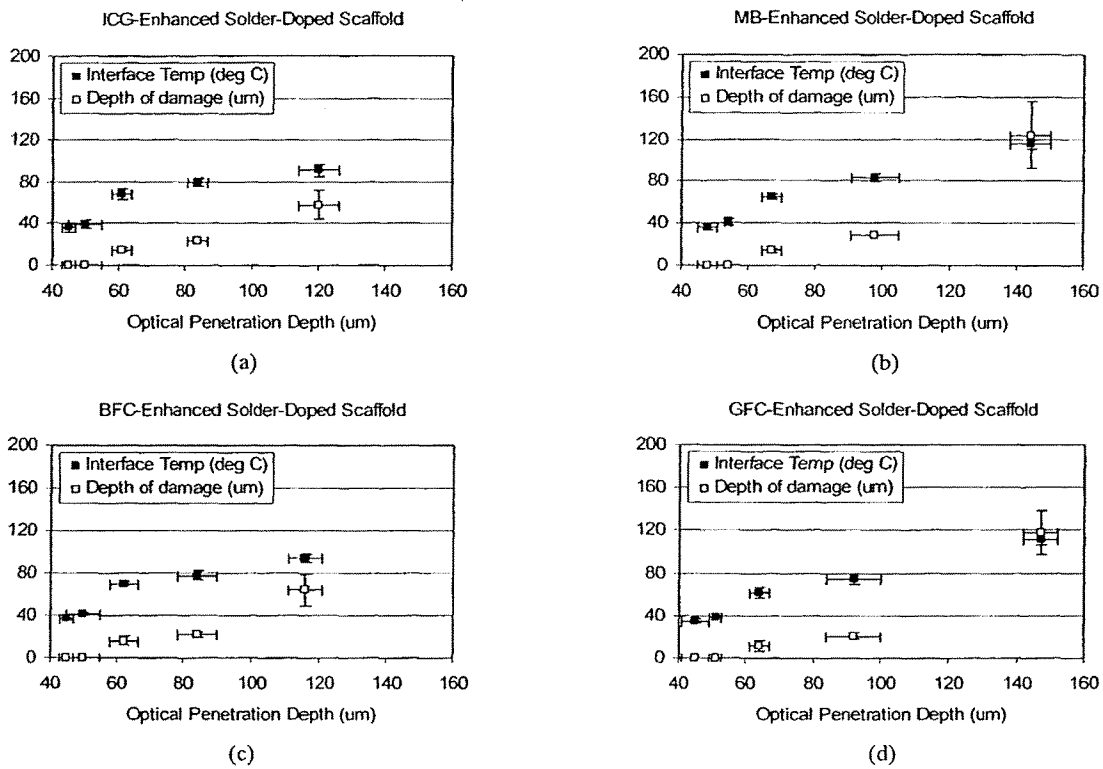 ICG-Enhanced Solder-Doped Scaffold
200
160
120
80
40
0
Interface Temp (deg C)
Depth of damage (um)
40 60 80 100 120 140 160
Optical Penetration Depth (um)
(a)
MB-Enhanced Solder-Doped Scaffold
200
160
120
80
40
0
Interface Temp (deg C)
Depth of damage (um)
40 60 80 100 120 140 160
Optical Penetration Depth (um)
(b)
BFC-Enhanced Solder-Doped Scaffold
200
160
120
80
40
0
Interface Temp (deg C)
Depth of damage (um)
40 60 80 100 120 140 160
Optical Penetration Depth (um)
(c)
GFC-Enhanced Solder-Doped Scaffold
200
160
120
80
40
0
Interface Temp (deg C)
Depth of damage (um)
40 60 80 100 120 140 160
Optical Penetration Depth (um)
(d)